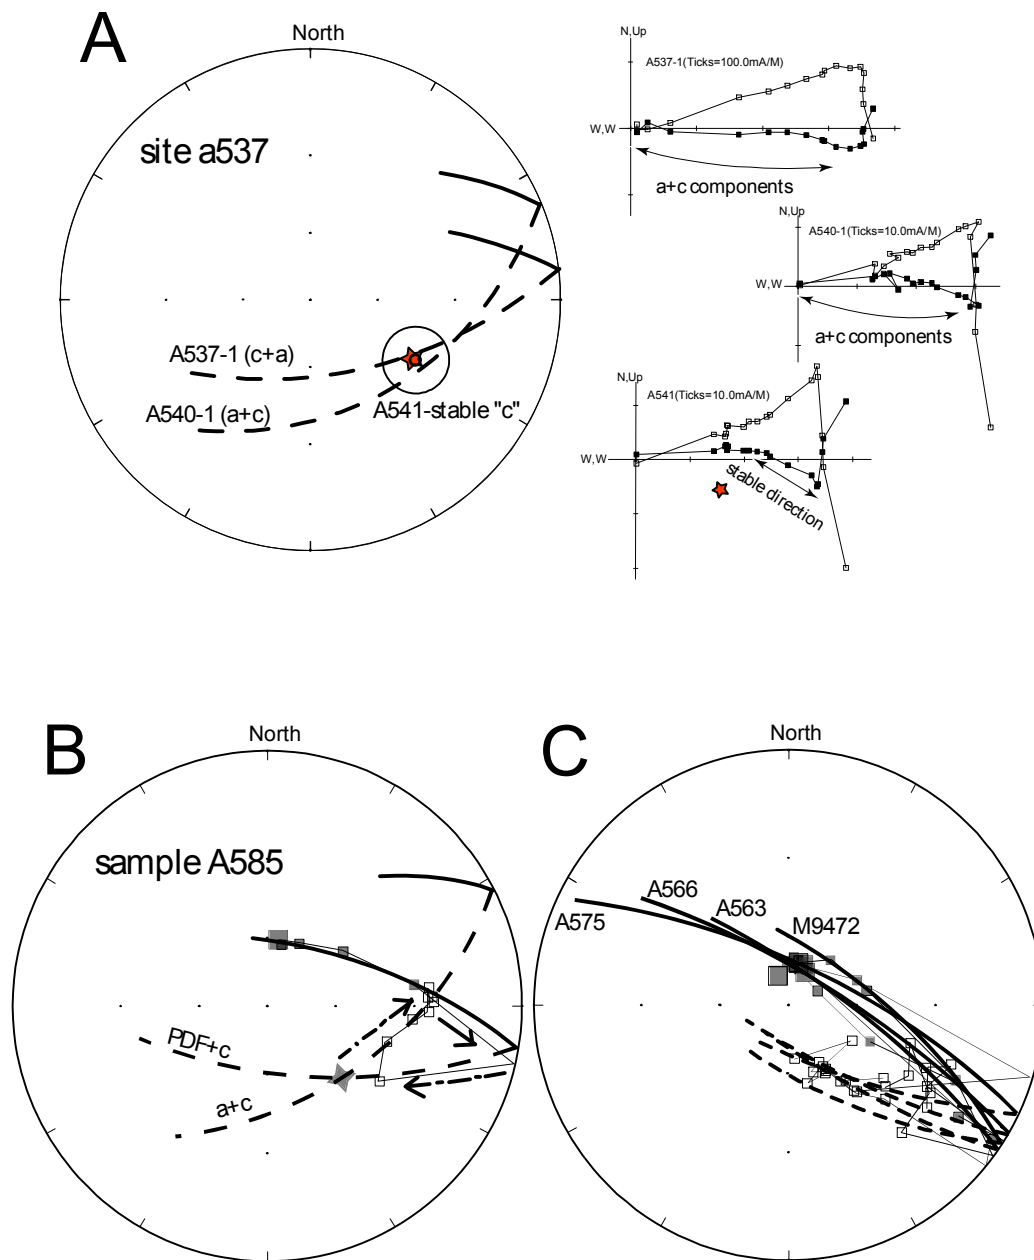 A
North
site a537
A537-1 (c+a)
A540-1 (a+c)
A541-stable "c"
N,Up
A537-1(Ticks=100.0mA/M)
W,W
a+c components
N,Up
A540-1(Ticks=10.0mA/M)
W,W
a+c components
N,Up
A541(Ticks=10.0mA/M)
W,W
stable direction
B
North
sample A585
PDF+c
a+c
C
North
A575
A566
A563
M9472